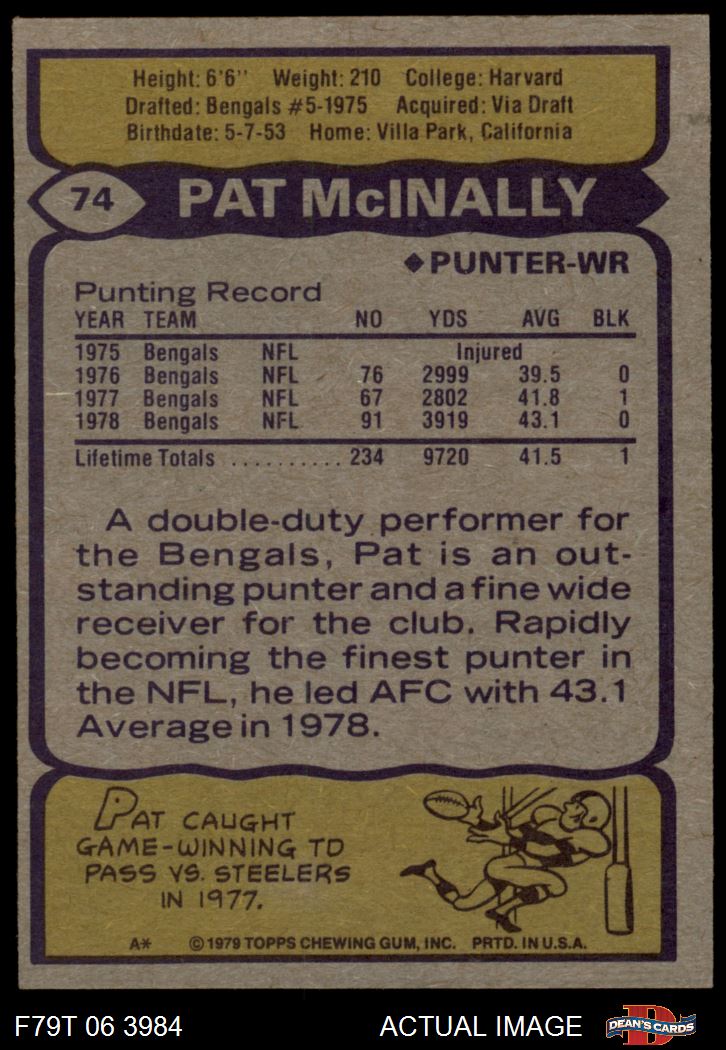 Height: 6'6'' Weight: 210 College: Harvard
Drafted: Bengals #5-1975 Acquired: Via Draft
Birthdate: 5-7-53 Home: Villa Park, California
74 PAT McINALLY
◆PUNTER-WR
Punting Record
YEAR TEAM NO YDS AVG BLK
1975 Bengals NFL Injured
1976 Bengals NFL 76 2999 39.5 0
1977 Bengals NFL 67 2802 41.8 1
1978 Bengals NFL 91 3919 43.1 0
Lifetime Totals .......... 234 9720 41.5 1
A double-duty performer for
the Bengals, Pat is an out-
standing punter and a fine wide
receiver for the club. Rapidly
becoming the finest punter in
the NFL, he led AFC with 43.1
Average in 1978.
PAT CAUGHT
GAME-WINNING TD
PASS VS. STEELERS
IN 1977.
A* © 1979 TOPPS CHEWING GUM, INC. PRTD. IN U.S.A.
F79T 06 3984 ACTUAL IMAGE D DEAN'S CARDS